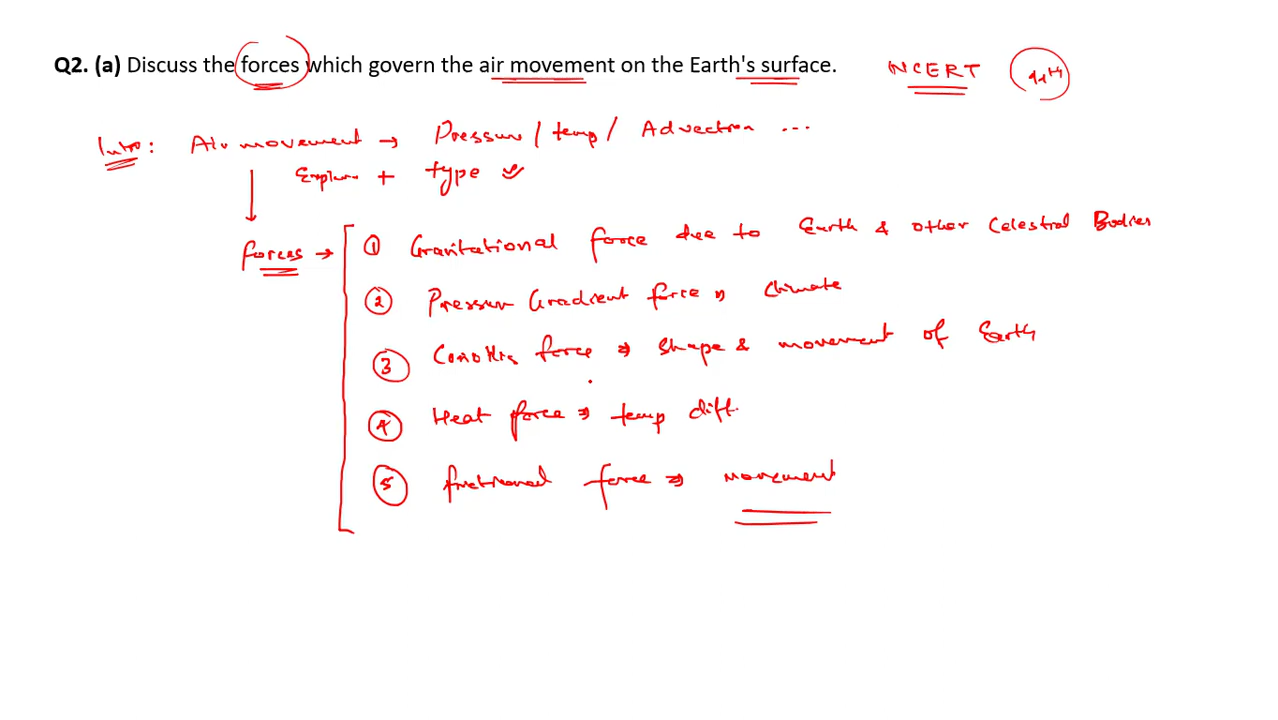 Q2. (a) Discuss the forces which govern the air movement on the Earth's surface. NCERT 11th
Intro: Air movement → Pressure / temp / Advection ...
Explain + type
Forces → ① Gravitational force due to Earth & other Celestial Bodies
② Pressure Gradient force ⇒ Climate
③ Coriolis force ⇒ Shape & movement of Earth
④ Heat force ⇒ temp diff.
⑤ frictional force ⇒ movement